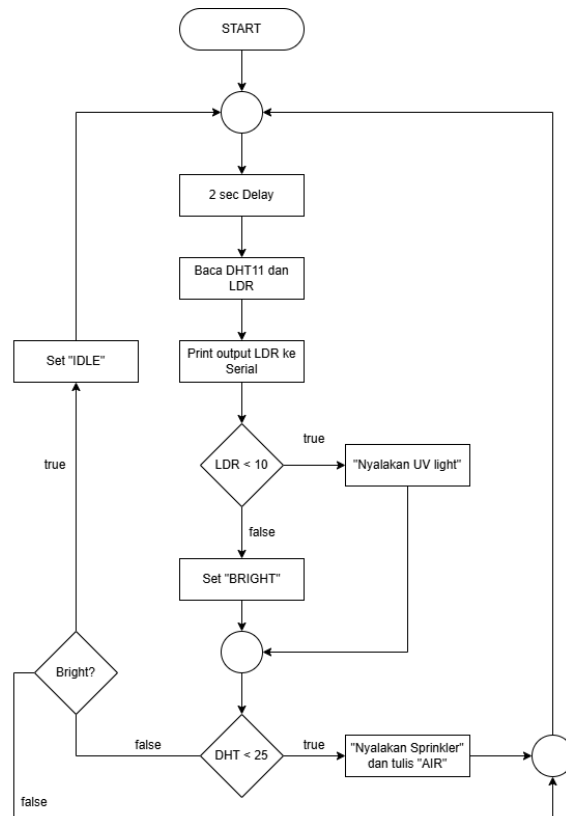 START
2 sec Delay
Baca DHT11 dan
LDR
Set "IDLE"
Print output LDR ke
Serial
true
true
LDR < 10
"Nyalakan UV light"
false
Set "BRIGHT"
Bright?
false
DHT < 25
true
"Nyalakan Sprinkler"
dan tulis "AIR"
false